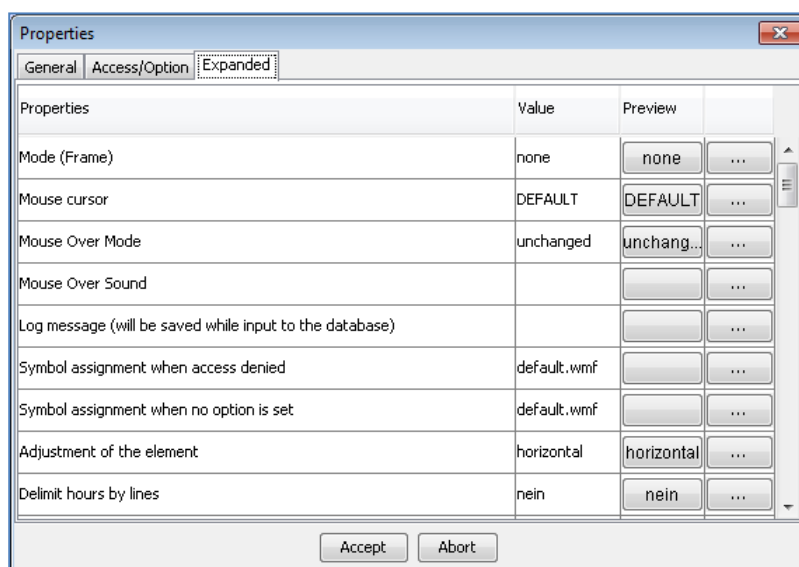 Properties
General Access/Option Expanded
Properties Value Preview
Mode (Frame) none none ...
Mouse cursor DEFAULT DEFAULT ...
Mouse Over Mode unchanged unchang... ...
Mouse Over Sound ...
Log message (will be saved while input to the database) ...
Symbol assignment when access denied default.wmf ...
Symbol assignment when no option is set default.wmf ...
Adjustment of the element horizontal horizontal ...
Delimit hours by lines nein nein ...
Accept Abort